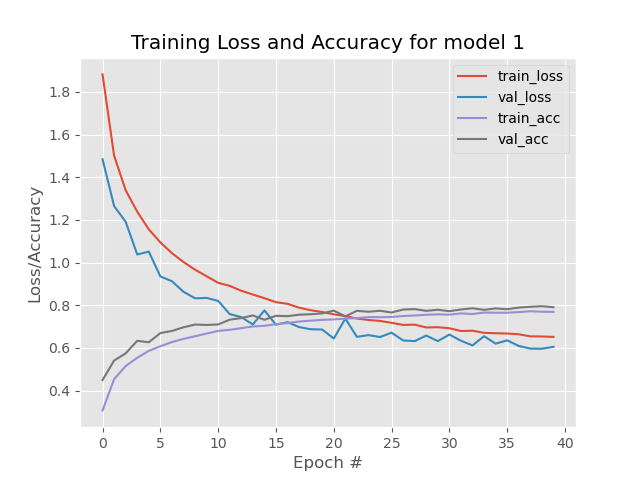 Training Loss and Accuracy for model 1
train_loss
val_loss
train_acc
val_acc
1.8
1.6
1.4
1.2
1.0
0.8
0.6
0.4
Loss/Accuracy
0 5 10 15 20 25 30 35 40
Epoch #